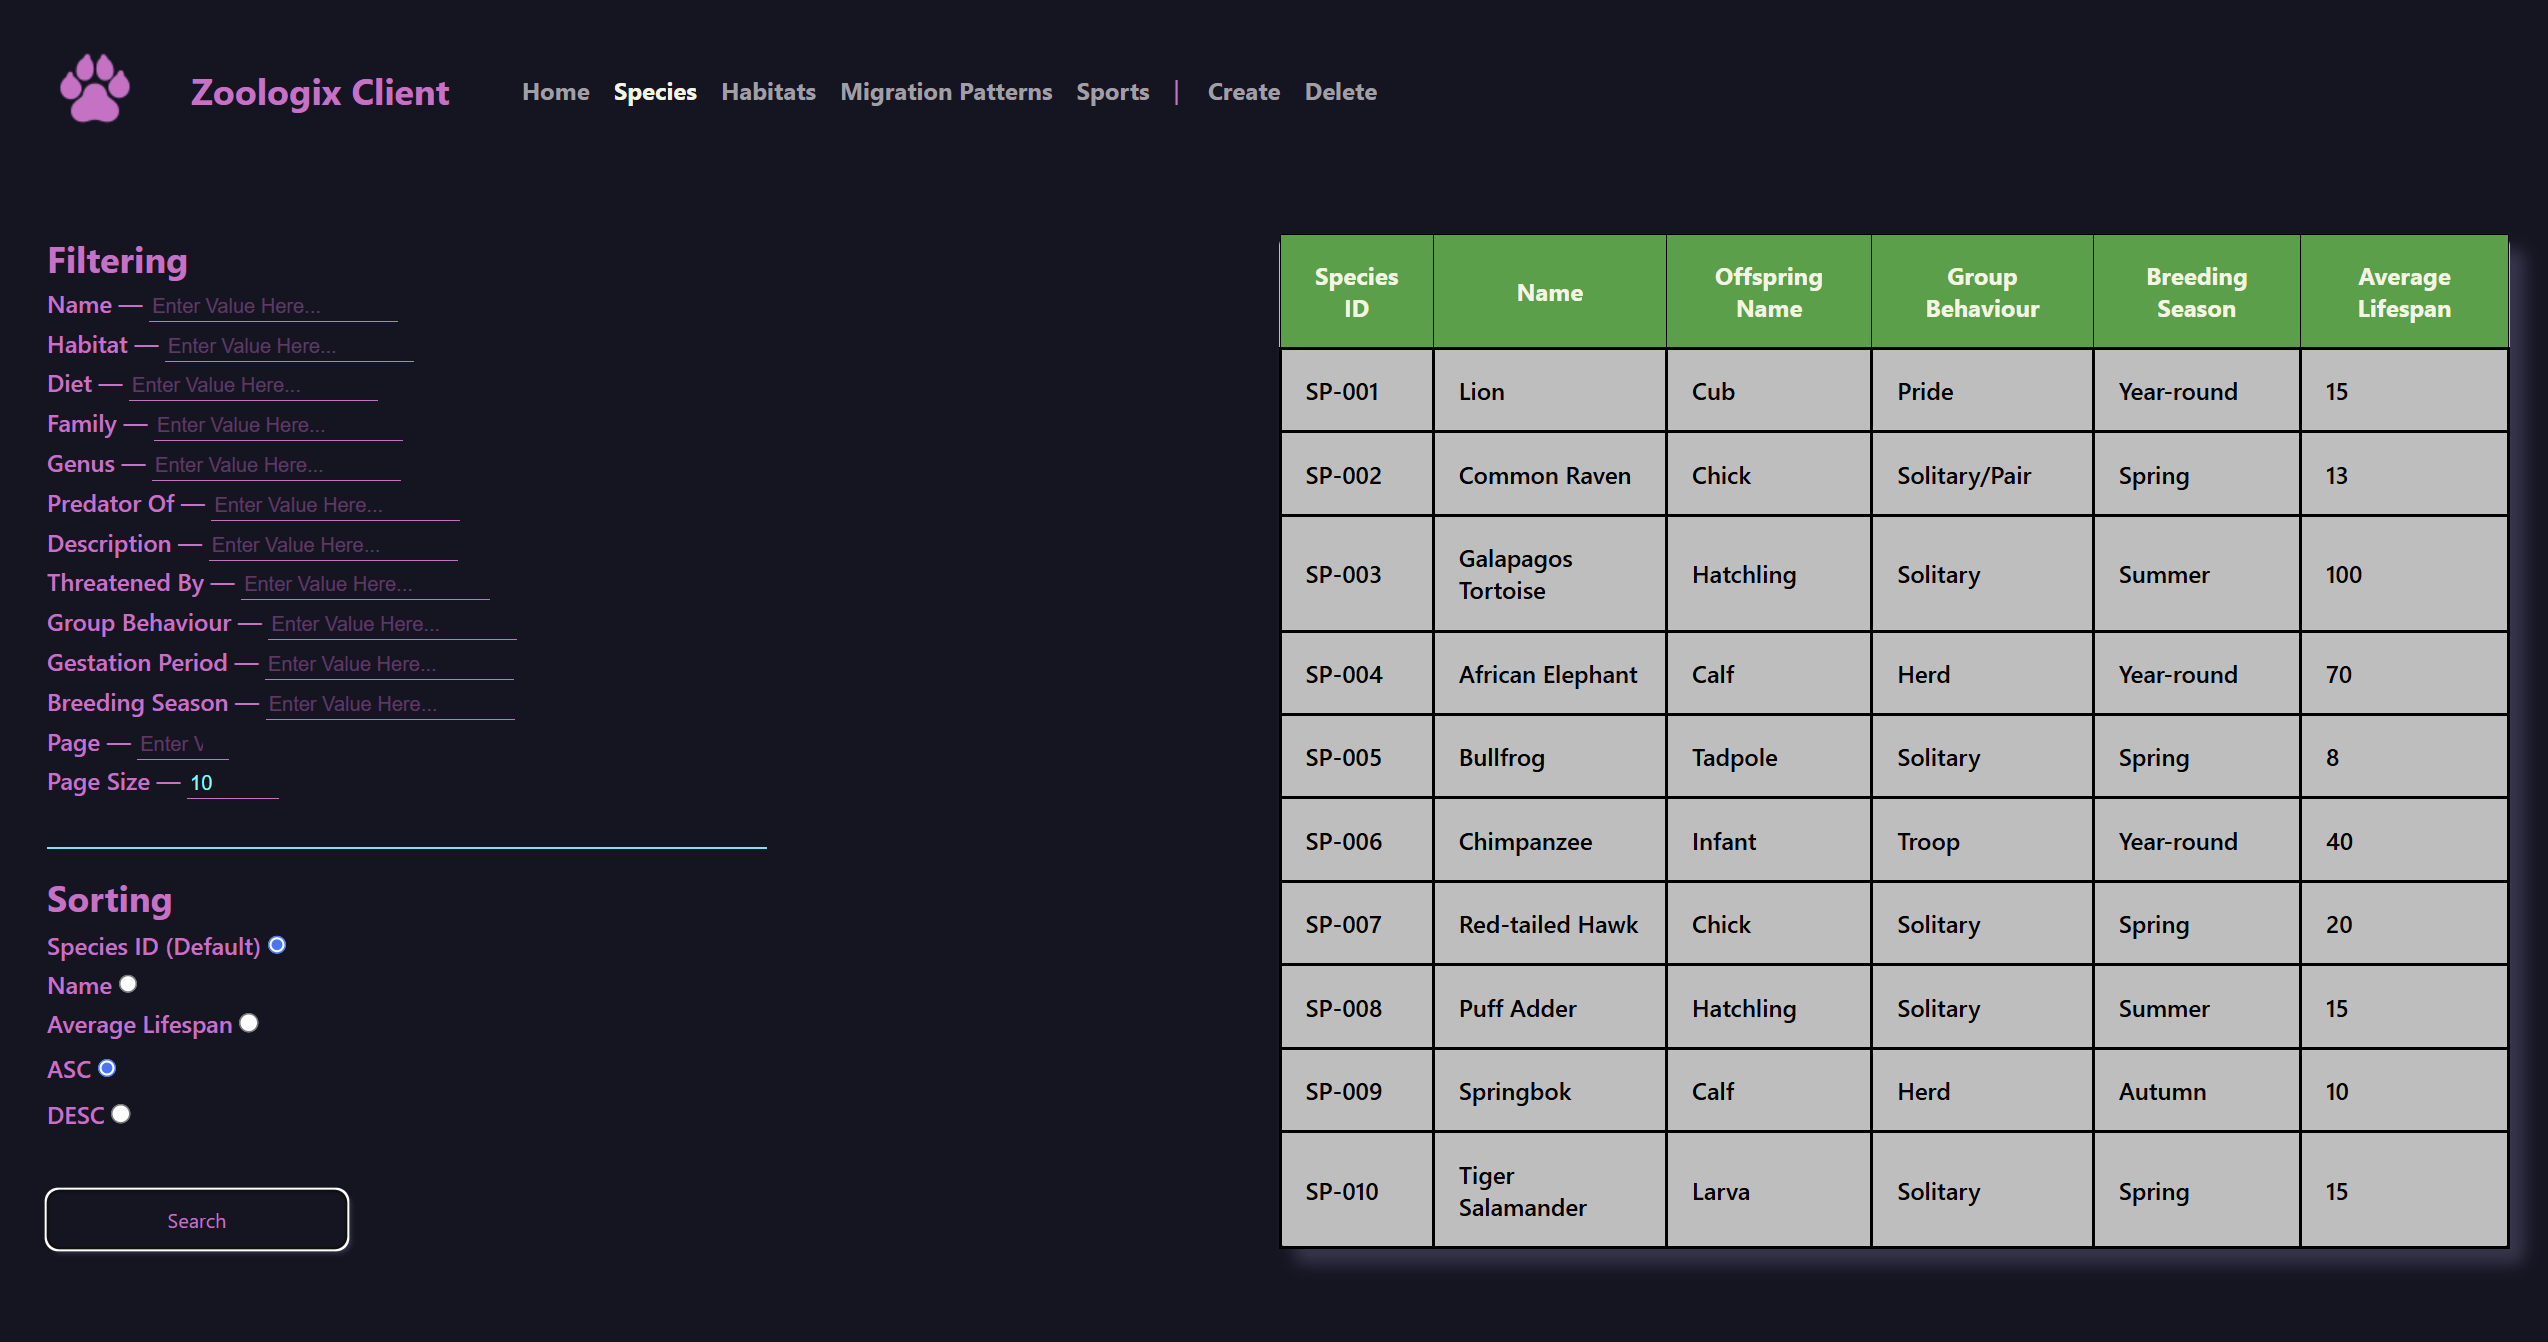 Zoologix Client
Home Species Habitats Migration Patterns Sports | Create Delete
Filtering
Name — Enter Value Here...
Habitat — Enter Value Here...
Diet — Enter Value Here...
Family — Enter Value Here...
Genus — Enter Value Here...
Predator Of — Enter Value Here...
Description — Enter Value Here...
Threatened By — Enter Value Here...
Group Behaviour — Enter Value Here...
Gestation Period — Enter Value Here...
Breeding Season — Enter Value Here...
Page — Enter V
Page Size — 10
Sorting
Species ID (Default)
Name
Average Lifespan
ASC
DESC
Search
Species ID Name Offspring Name Group Behaviour Breeding Season Average Lifespan
SP-001 Lion Cub Pride Year-round 15
SP-002 Common Raven Chick Solitary/Pair Spring 13
SP-003 Galapagos Tortoise Hatchling Solitary Summer 100
SP-004 African Elephant Calf Herd Year-round 70
SP-005 Bullfrog Tadpole Solitary Spring 8
SP-006 Chimpanzee Infant Troop Year-round 40
SP-007 Red-tailed Hawk Chick Solitary Spring 20
SP-008 Puff Adder Hatchling Solitary Summer 15
SP-009 Springbok Calf Herd Autumn 10
SP-010 Tiger Salamander Larva Solitary Spring 15